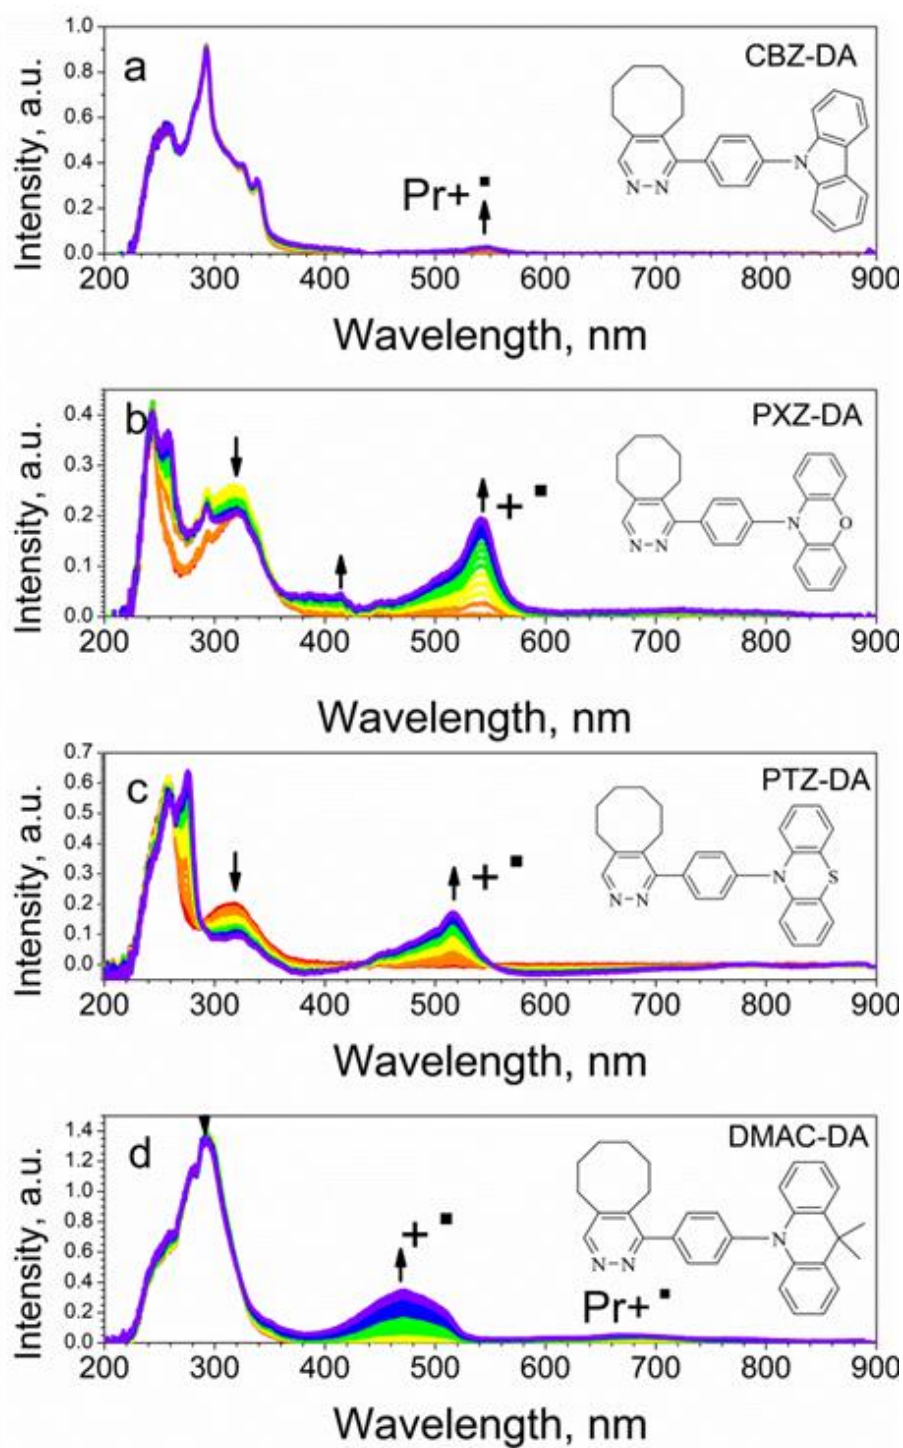 a
CBZ-DA
1.0
0.8
0.6
0.4
0.2
0.0
Intensity, a.u.
Pr+▪
N-N
N
200 300 400 500 600 700 800 900
Wavelength, nm
b
PXZ-DA
0.4
0.3
0.2
0.1
0.0
Intensity, a.u.
+▪
N-N
N
O
200 300 400 500 600 700 800 900
Wavelength, nm
c
PTZ-DA
0.7
0.6
0.5
0.4
0.3
0.2
0.1
0.0
Intensity, a.u.
+▪
N-N
N
S
200 300 400 500 600 700 800 900
Wavelength, nm
d
DMAC-DA
1.4
1.2
1.0
0.8
0.6
0.4
0.2
0.0
Intensity, a.u.
+▪
N-N
N
Pr+▪
200 300 400 500 600 700 800 900
Wavelength, nm